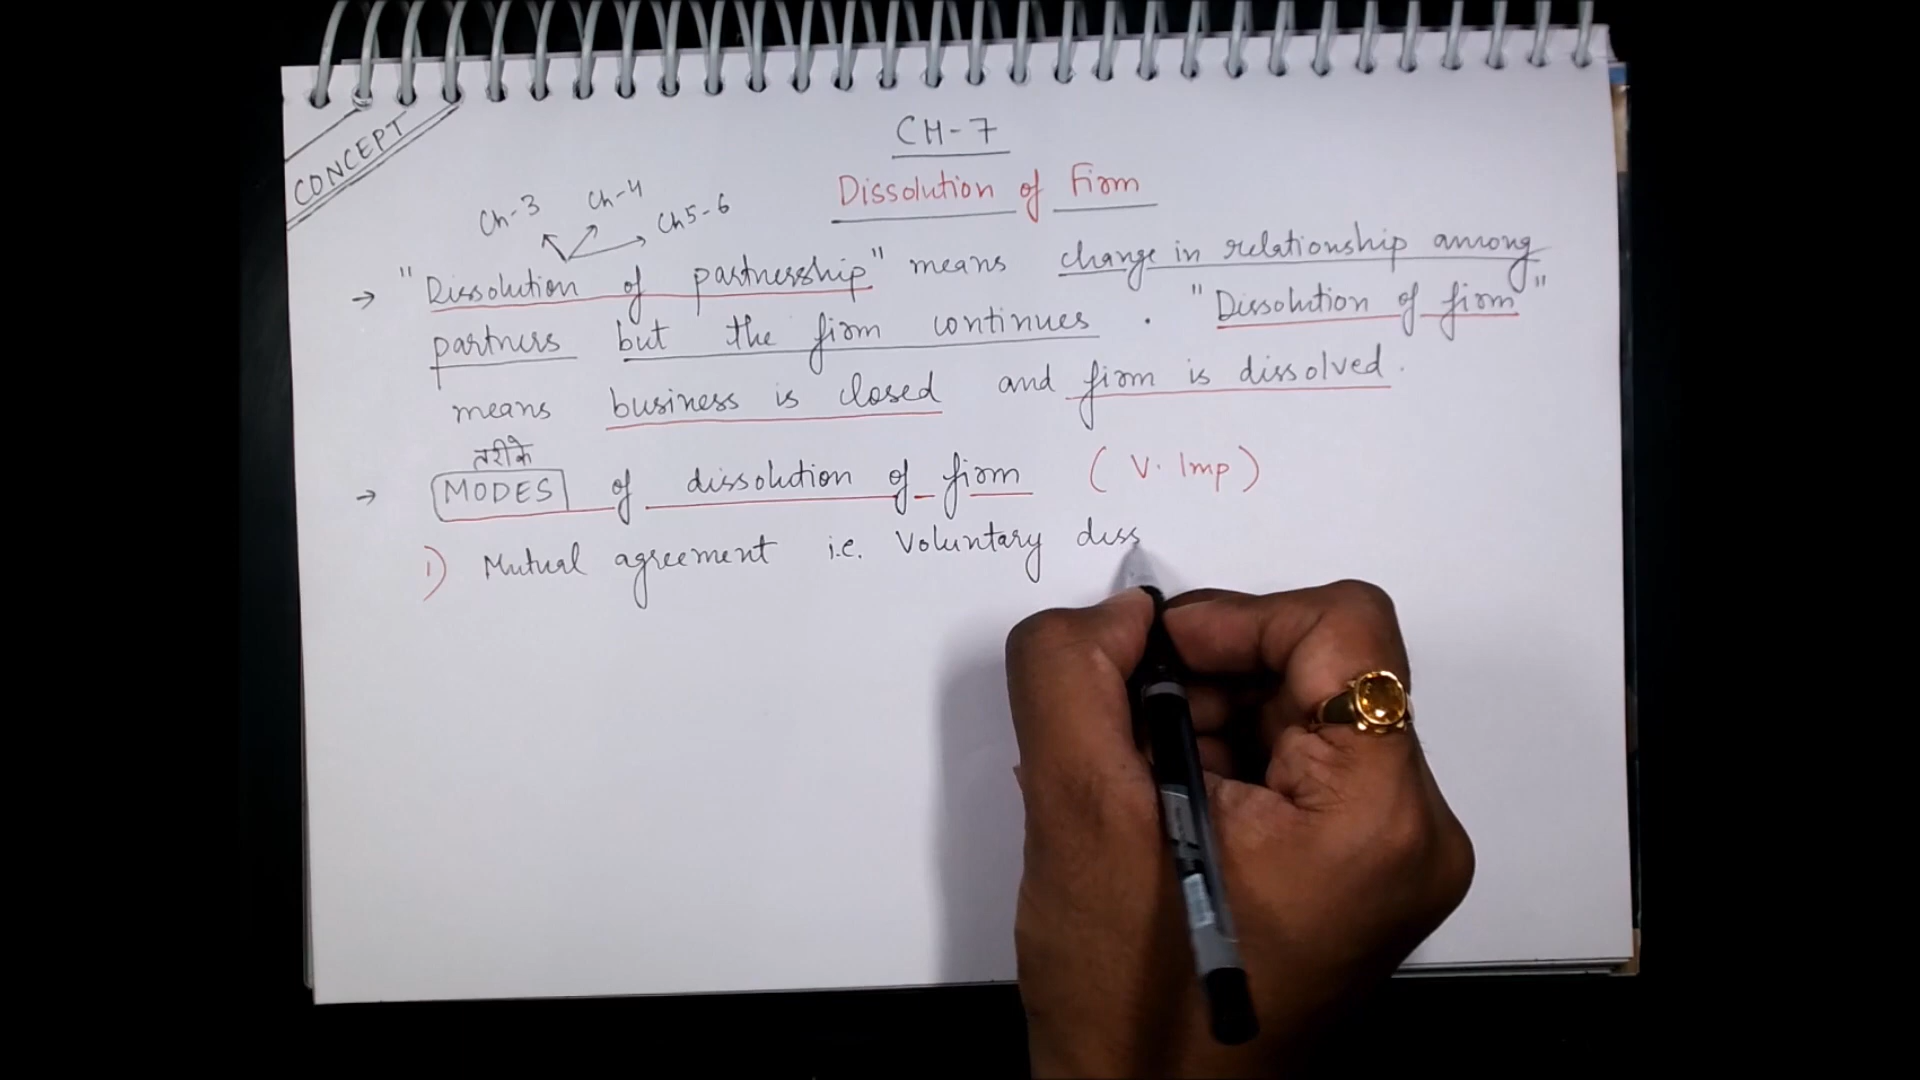 CONCEPT
CH-7
Dissolution of Firm
Ch-3 Ch-4 Ch5-6
→ "Dissolution of partnership" means change in relationship among
partners but the firm continues. "Dissolution of firm"
means business is closed and firm is dissolved.
तरीके
→ MODES of dissolution of firm (V. Imp)
1) Mutual agreement i.e. Voluntary diss